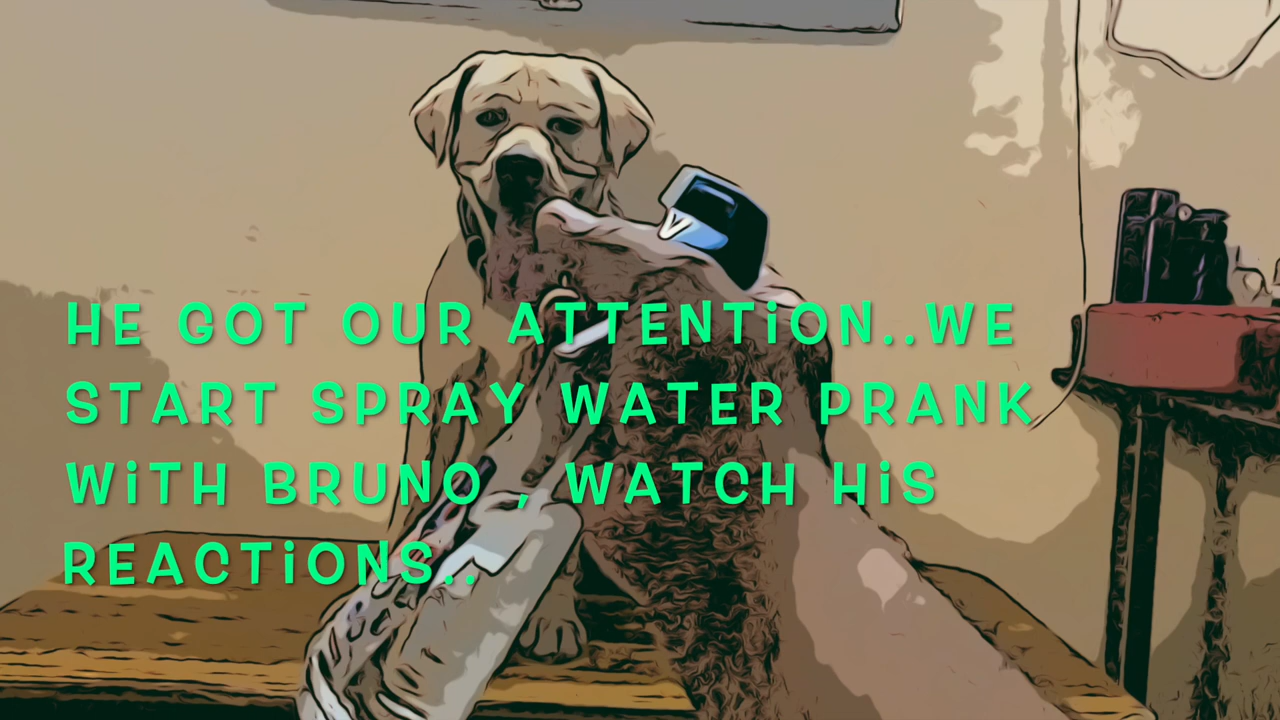 HE GOT OUR ATTENTiON..WE
START SPRAY WATER PRANK
WiTH BRUNO , WATCH HiS
REACTiONS..